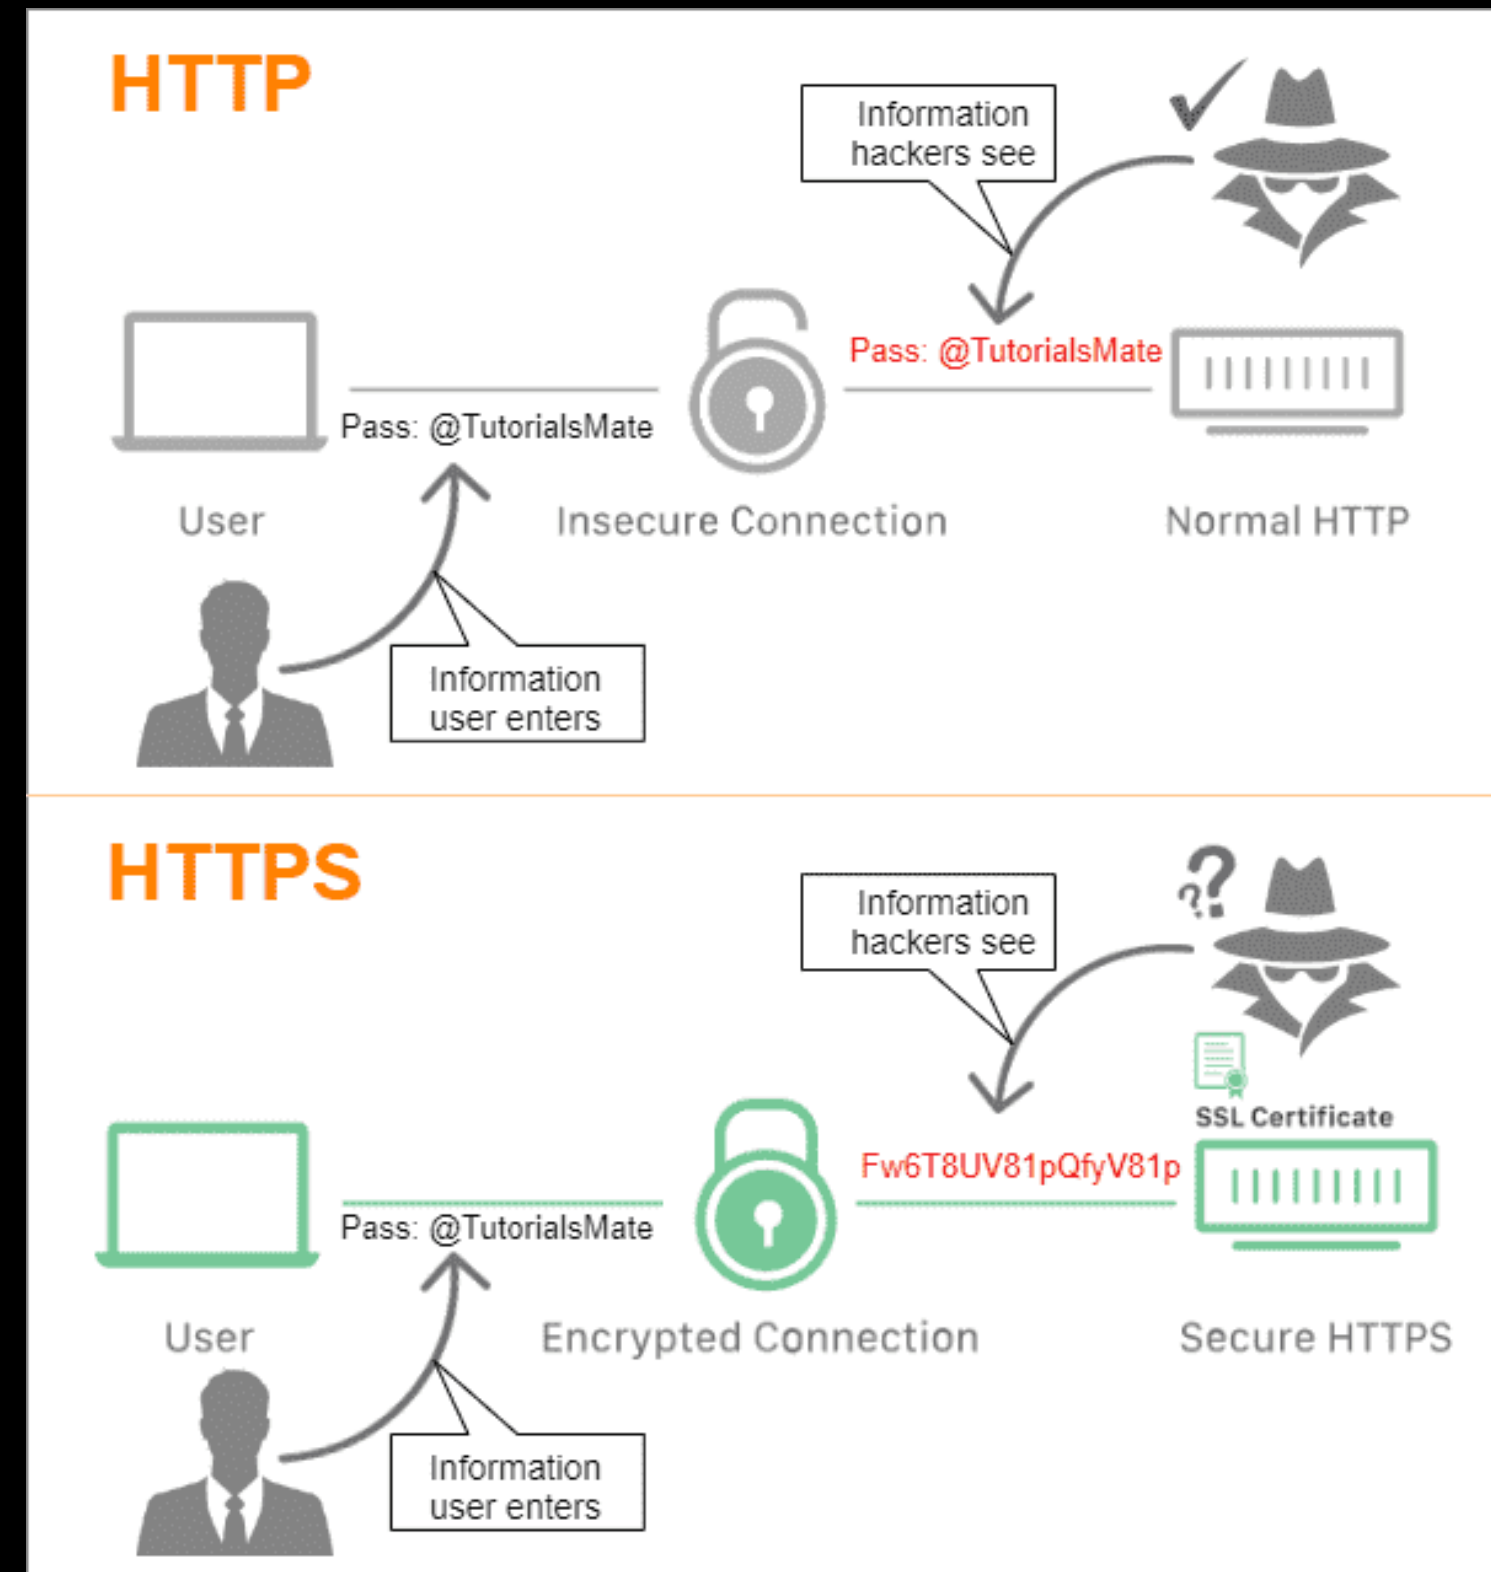 HTTP
Information
hackers see
Pass: @TutorialsMate
Pass: @TutorialsMate
User
Insecure Connection
Normal HTTP
Information
user enters
HTTPS
??
Information
hackers see
SSL Certificate
Fw6T8UV81pQfyV81p
Pass: @TutorialsMate
User
Encrypted Connection
Secure HTTPS
Information
user enters